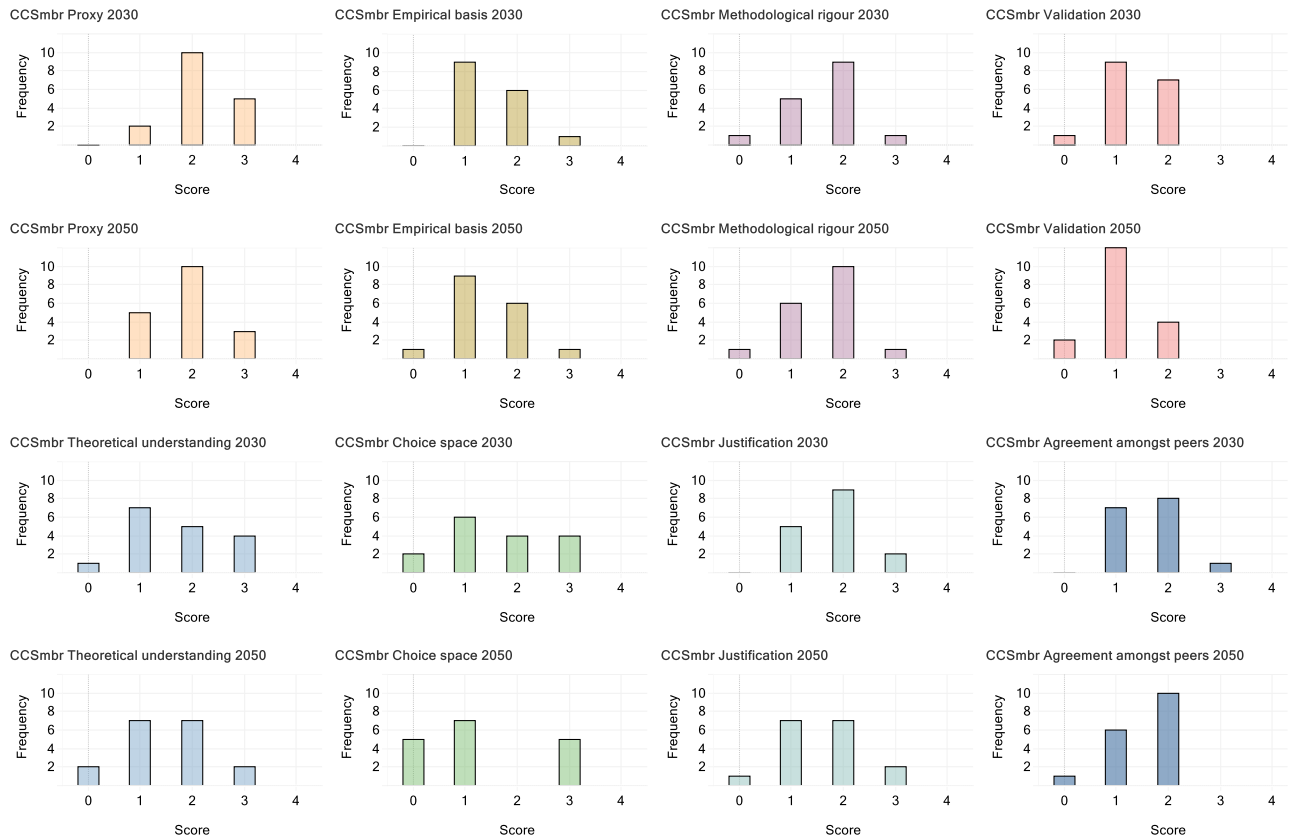 CCSmbr Proxy 2030
Frequency
10
8
6
4
2
0 1 2 3 4
Score
CCSmbr Empirical basis 2030
Frequency
10
8
6
4
2
0 1 2 3 4
Score
CCSmbr Methodological rigour 2030
Frequency
10
8
6
4
2
0 1 2 3 4
Score
CCSmbr Validation 2030
Frequency
10
8
6
4
2
0 1 2 3 4
Score
CCSmbr Proxy 2050
Frequency
10
8
6
4
2
0 1 2 3 4
Score
CCSmbr Empirical basis 2050
Frequency
10
8
6
4
2
0 1 2 3 4
Score
CCSmbr Methodological rigour 2050
Frequency
10
8
6
4
2
0 1 2 3 4
Score
CCSmbr Validation 2050
Frequency
10
8
6
4
2
0 1 2 3 4
Score
CCSmbr Theoretical understanding 2030
Frequency
10
8
6
4
2
0 1 2 3 4
Score
CCSmbr Choice space 2030
Frequency
10
8
6
4
2
0 1 2 3 4
Score
CCSmbr Justification 2030
Frequency
10
8
6
4
2
0 1 2 3 4
Score
CCSmbr Agreement amongst peers 2030
Frequency
10
8
6
4
2
0 1 2 3 4
Score
CCSmbr Theoretical understanding 2050
Frequency
10
8
6
4
2
0 1 2 3 4
Score
CCSmbr Choice space 2050
Frequency
10
8
6
4
2
0 1 2 3 4
Score
CCSmbr Justification 2050
Frequency
10
8
6
4
2
0 1 2 3 4
Score
CCSmbr Agreement amongst peers 2050
Frequency
10
8
6
4
2
0 1 2 3 4
Score